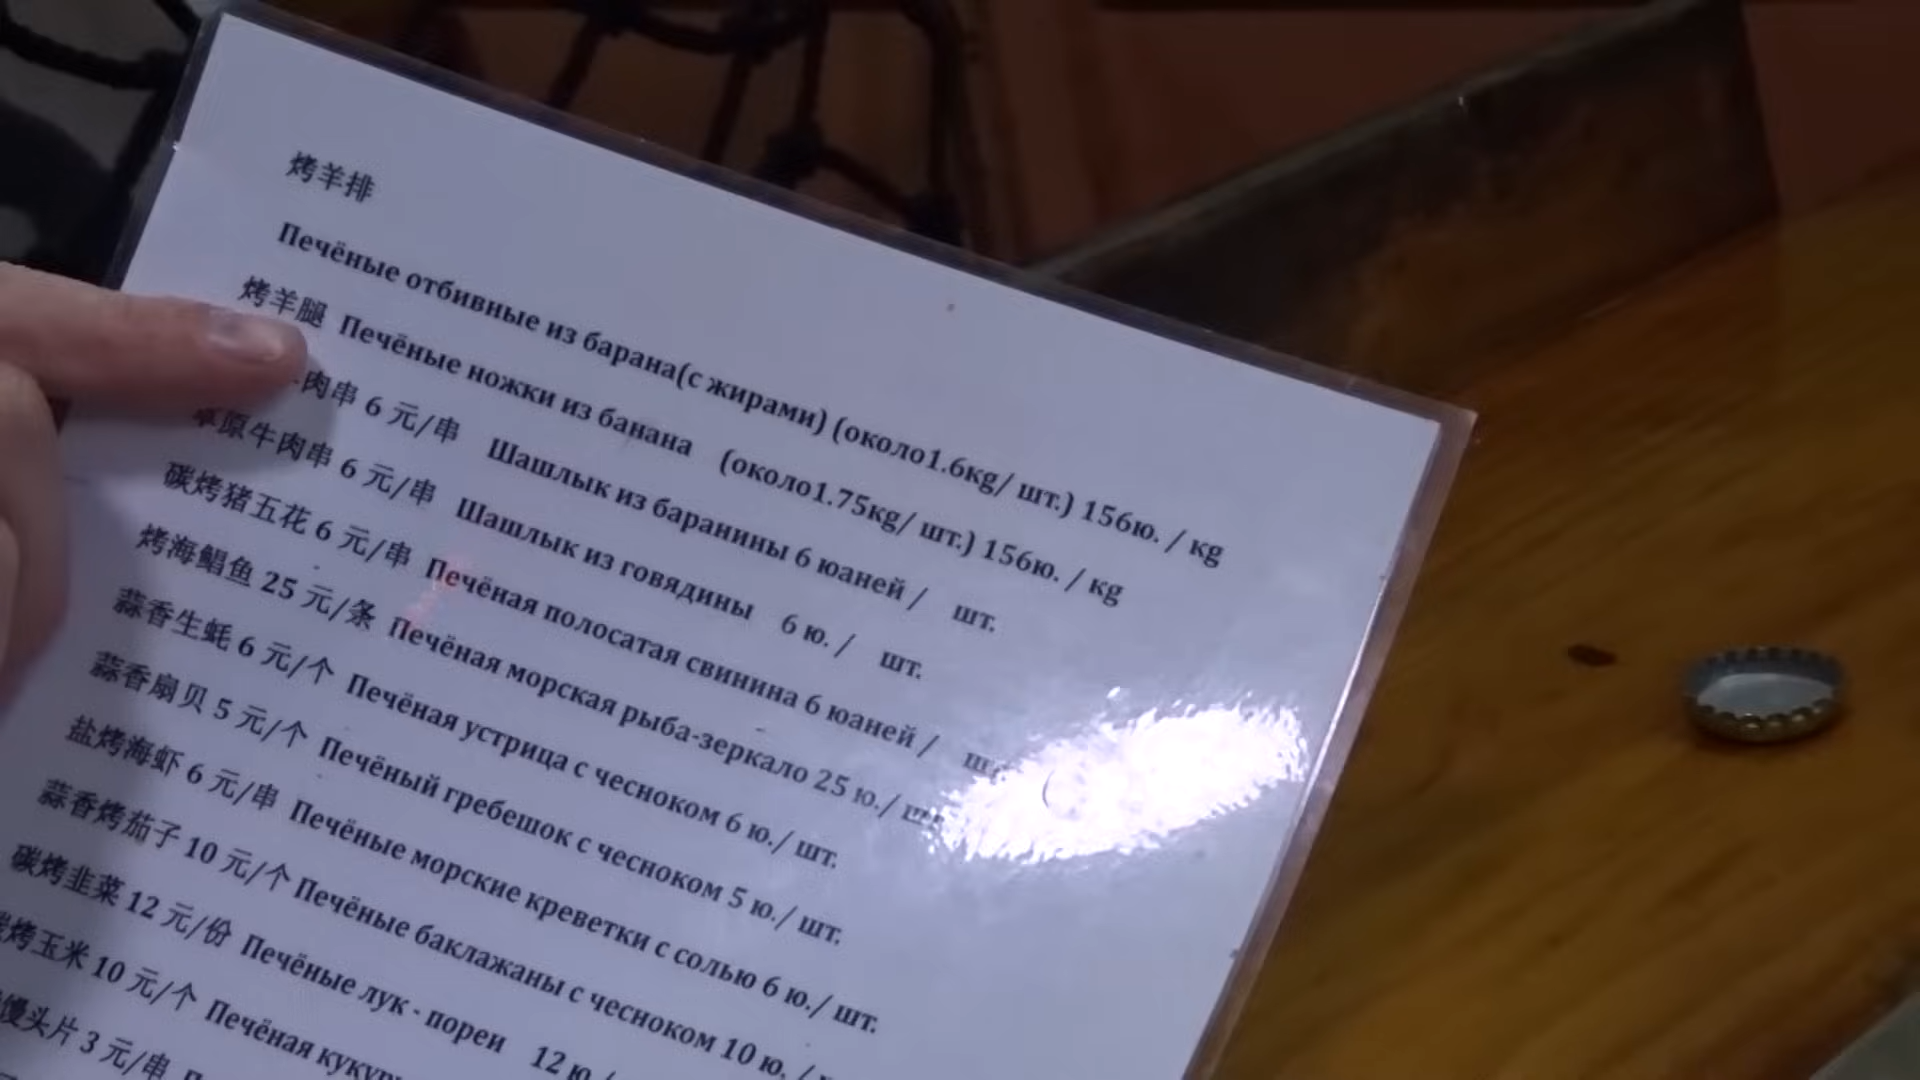 烤羊排
Печёные отбивные из барана(с жирами) (около1.6кg/ шт.) 156ю. / кg
烤羊腿 Печёные ножки из банана (около1.75кg/ шт.) 156ю. / кg
肉串 6 元/串 Шашлык из баранины 6 юаней / шт.
草原牛肉串 6 元/串 Шашлык из говядины 6 ю. / шт.
碳烤猪五花 6 元/串 Печёная полосатая свинина 6 юаней /
烤海鲳鱼 25 元/条 Печёная морская рыба-зеркало 25 ю./
蒜香生蚝 6 元/个 Печёная устрица с чесноком 6 ю./ шт.
蒜香扇贝 5 元/个 Печёный гребешок с чесноком 5 ю./ шт.
盐烤海虾 6 元/串 Печёные морские креветки с солью 6 ю./ шт.
蒜香烤茄子 10 元/个 Печёные баклажаны с чесноком 10 ю. /
碳烤韭菜 12 元/份 Печёные лук - пореи 12 ю
烤玉米 10 元/个 Печёная
馒头片 3 元/串